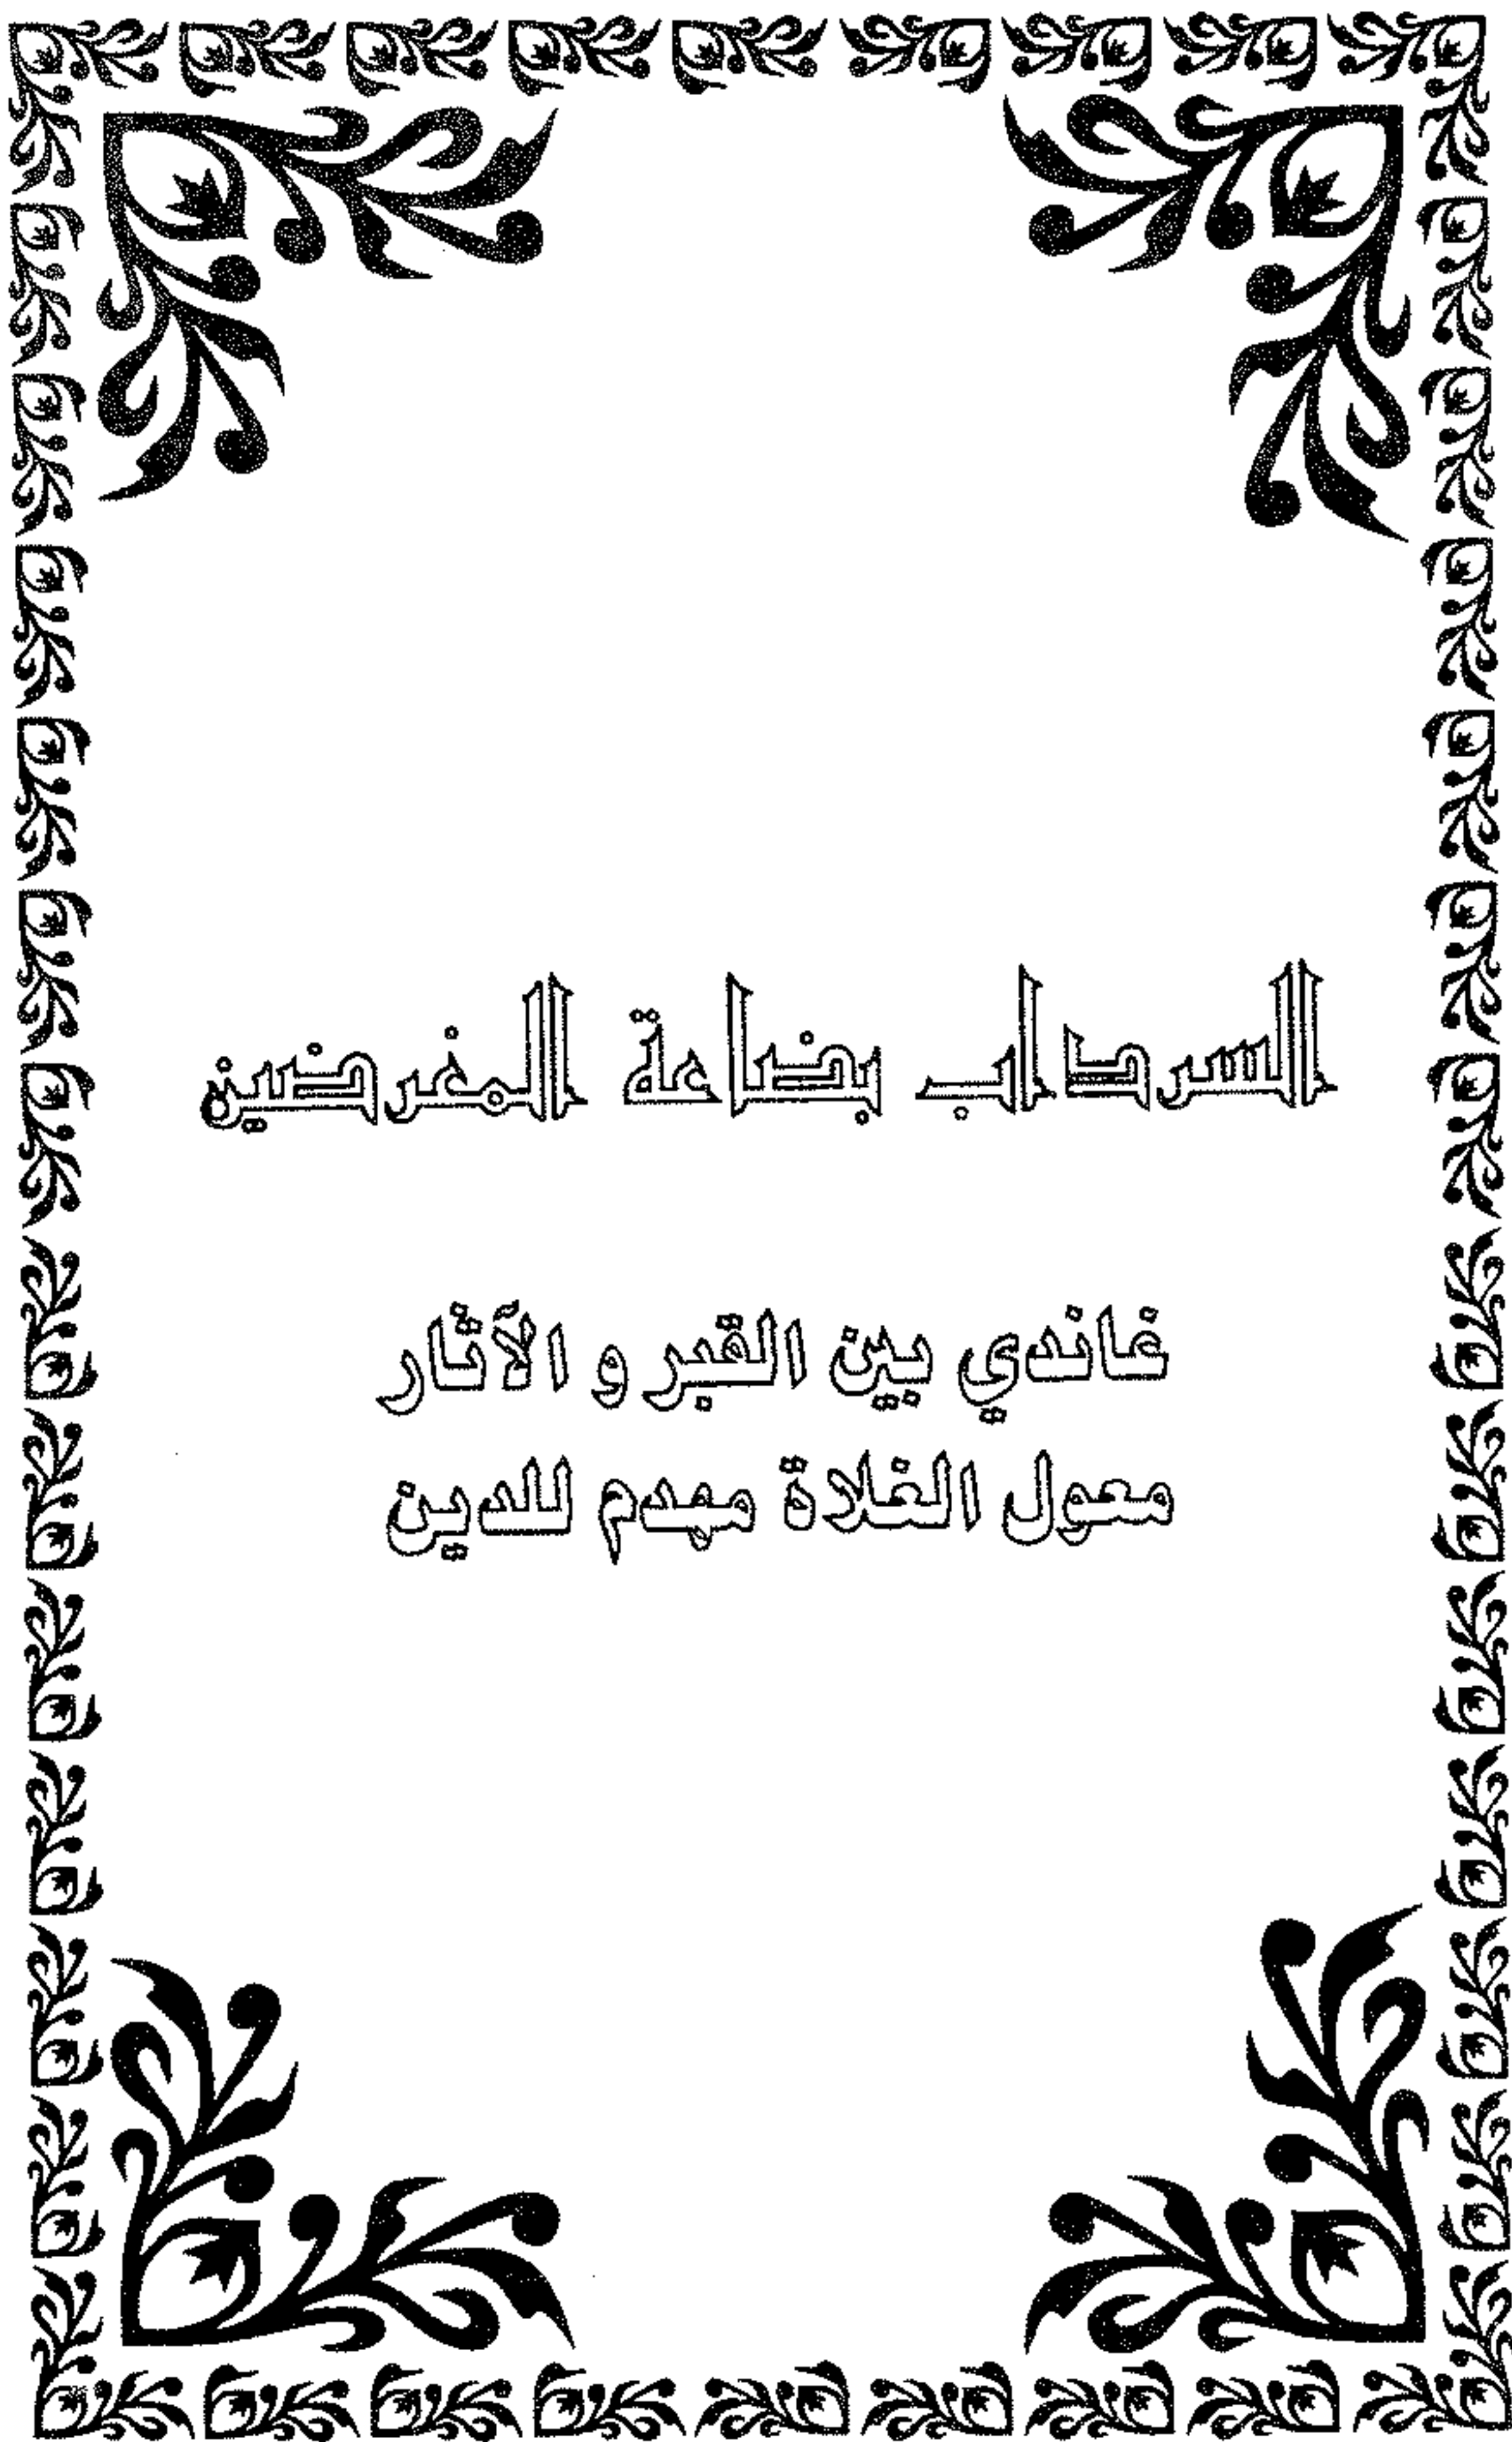 السرداب بضاعة المغرضين
غاندي بين القبر و الآثار
معول الغلاة مهدم للدين